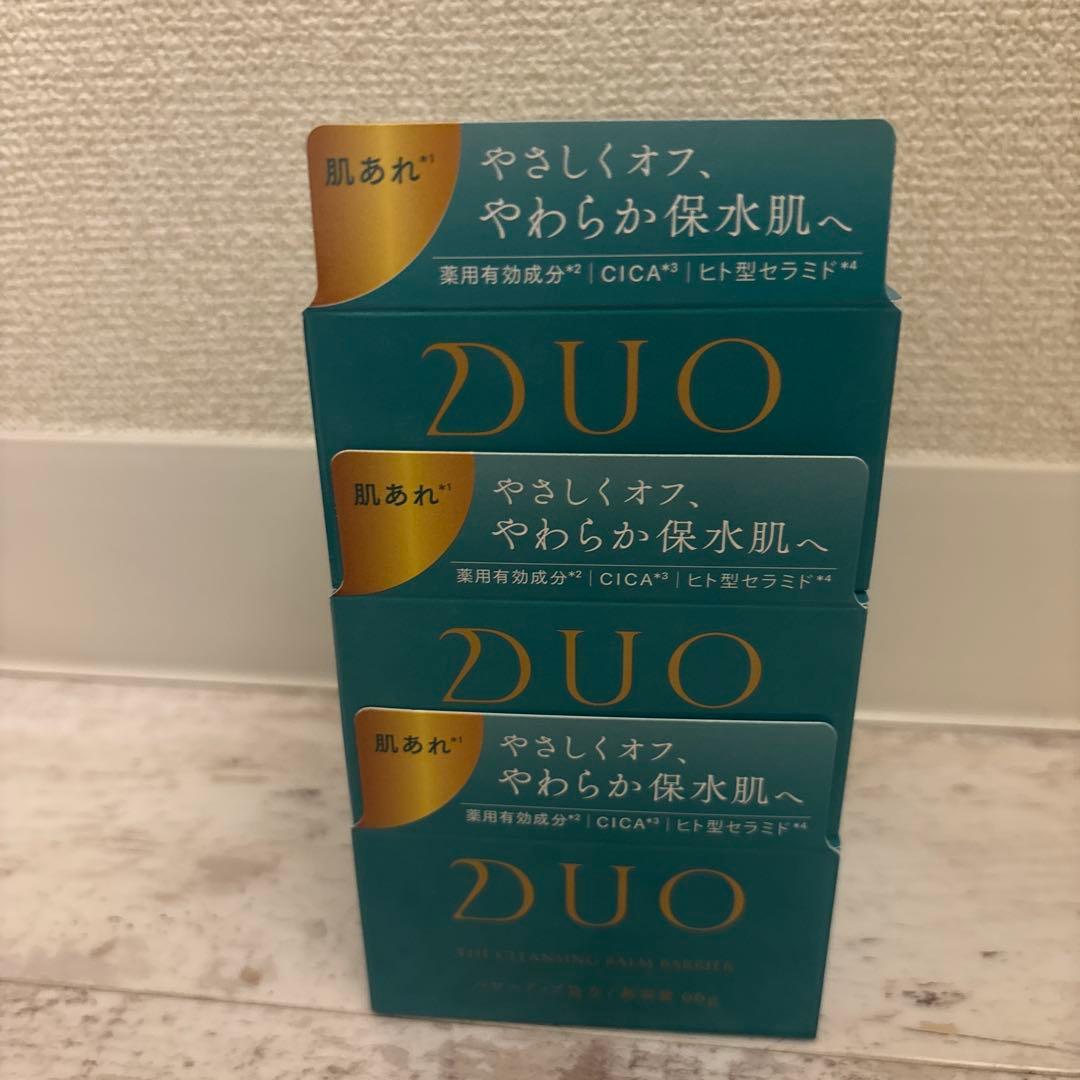 肌あれ*1
やさしくオフ、
やわらか保水肌へ
薬用有効成分*2｜CICA*3｜ヒト型セラミド*4
DUO
肌あれ*1
やさしくオフ、
やわらか保水肌へ
薬用有効成分*2｜CICA*3｜ヒト型セラミド*4
DUO
肌あれ*1
やさしくオフ、
やわらか保水肌へ
薬用有効成分*2｜CICA*3｜ヒト型セラミド*4
DUO
THE CLEANSING BALM BARRIER
90g